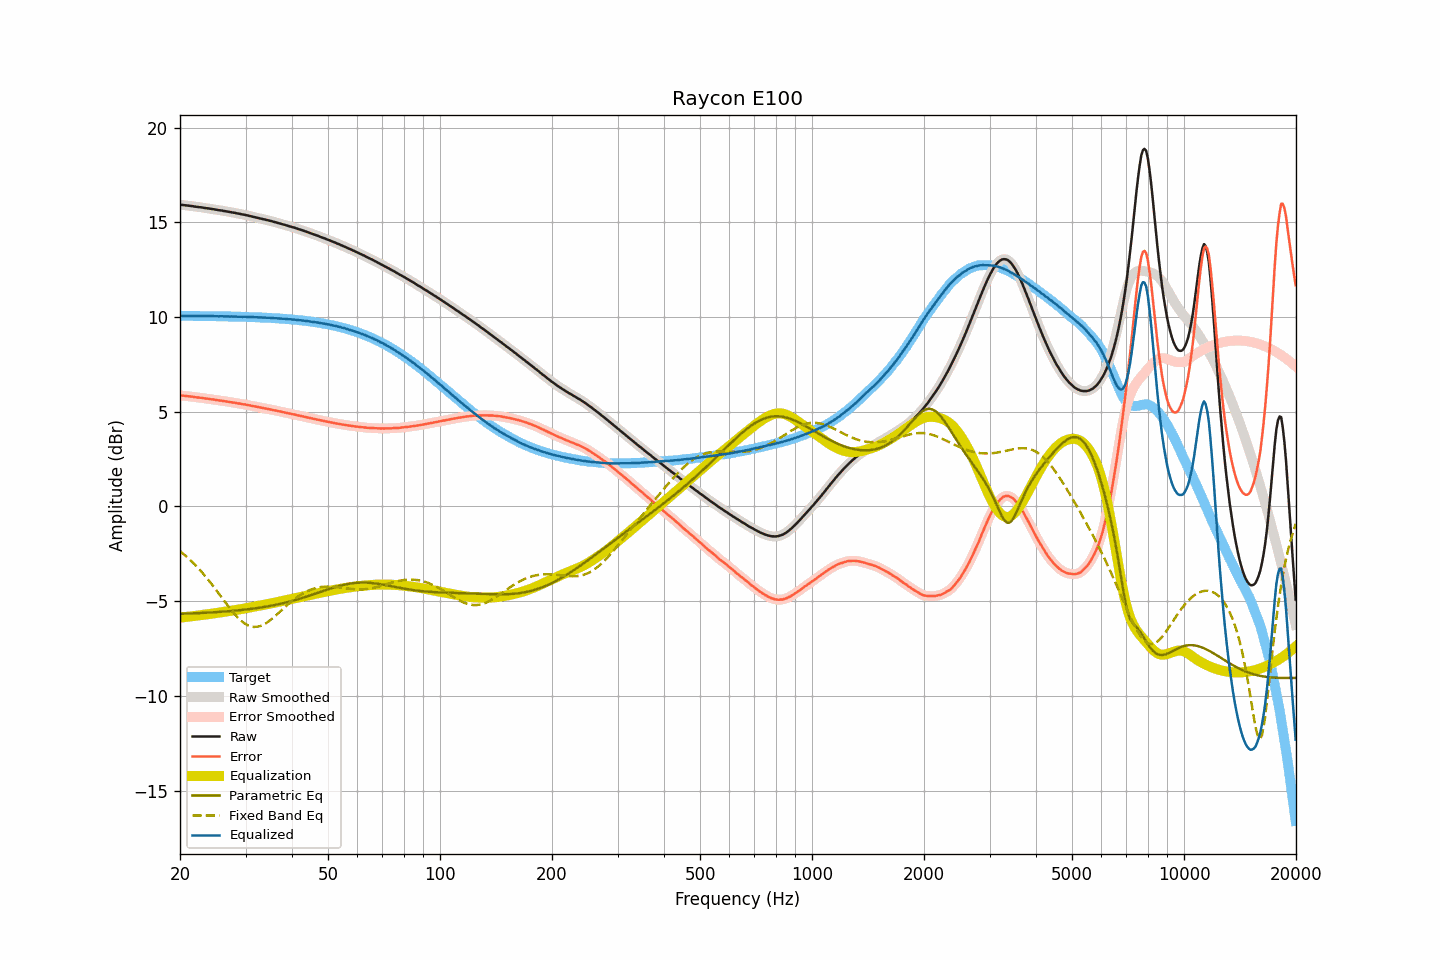 Raycon E100
20
15
10
5
0
−5
−10
−15
Amplitude (dBr)
Target
Raw Smoothed
Error Smoothed
Raw
Error
Equalization
Parametric Eq
Fixed Band Eq
Equalized
20 50 100 200 500 1000 2000 5000 10000 20000
Frequency (Hz)